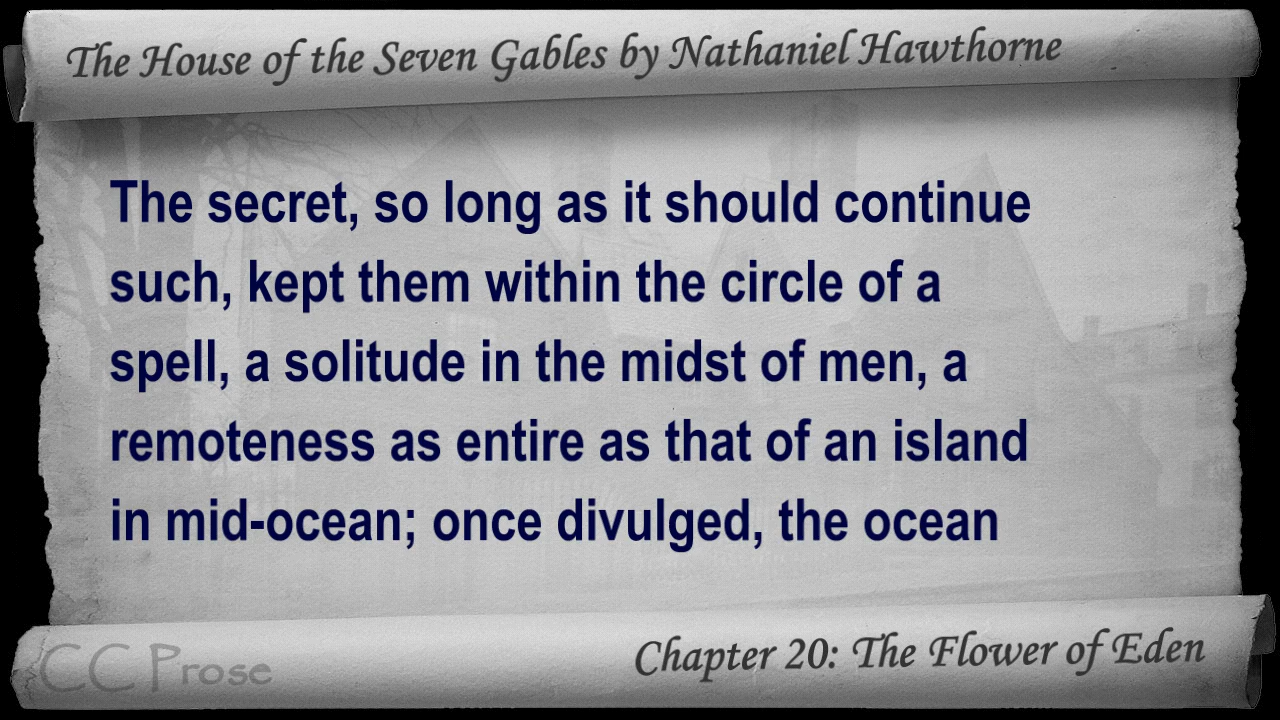 The House of the Seven Gables by Nathaniel Hawthorne
The secret, so long as it should continue
such, kept them within the circle of a
spell, a solitude in the midst of men, a
remoteness as entire as that of an island
in mid-ocean; once divulged, the ocean
CC Prose
Chapter 20: The Flower of Eden